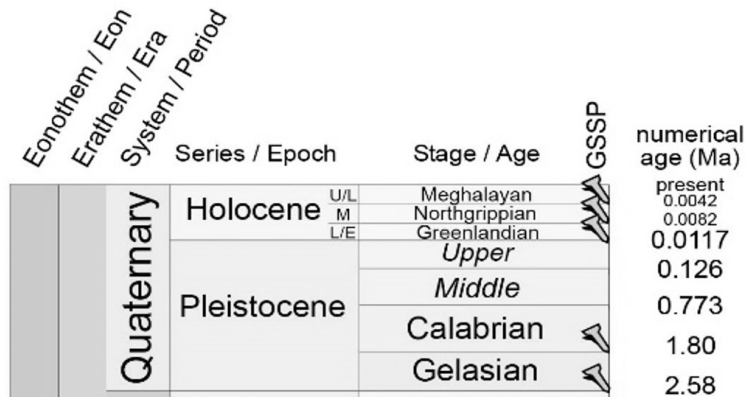 Eonothem / Eon
Erathem / Era
System / Period
Series / Epoch
Stage / Age
GSSP
numerical
age (Ma)
Quaternary
Holocene
U/L
Meghalayan
present
0.0042
M
Northgrippian
0.0082
L/E
Greenlandian
0.0117
Pleistocene
Upper
0.126
Middle
0.773
Calabrian
1.80
Gelasian
2.58